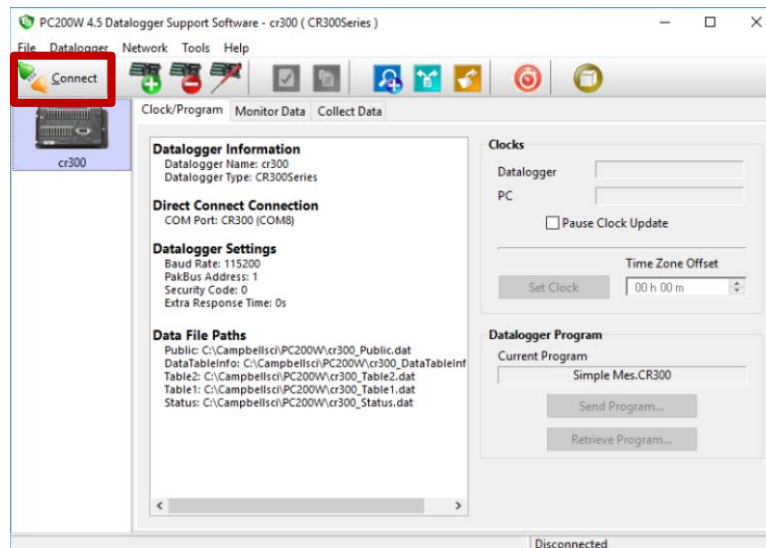 PC200W 4.5 Datalogger Support Software - cr300 ( CR300Series )
File Datalogger Network Tools Help
Connect
cr300
Clock/Program Monitor Data Collect Data
Datalogger Information
Datalogger Name: cr300
Datalogger Type: CR300Series
Direct Connect Connection
COM Port: CR300 (COM8)
Datalogger Settings
Baud Rate: 115200
PakBus Address: 1
Security Code: 0
Extra Response Time: 0s
Data File Paths
Public: C:\Campbellsci\PC200W\cr300_Public.dat
DataTableInfo: C:\Campbellsci\PC200W\cr300_DataTableInf
Table2: C:\Campbellsci\PC200W\cr300_Table2.dat
Table1: C:\Campbellsci\PC200W\cr300_Table1.dat
Status: C:\Campbellsci\PC200W\cr300_Status.dat
Clocks
Datalogger
PC
Pause Clock Update
Time Zone Offset
Set Clock 00 h 00 m
Datalogger Program
Current Program
Simple Mes.CR300
Send Program...
Retrieve Program...
Disconnected